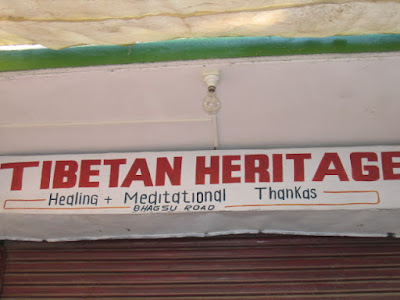 TIBETAN HERITAGE
Healing + Meditational Thankas
BHAGSU ROAD